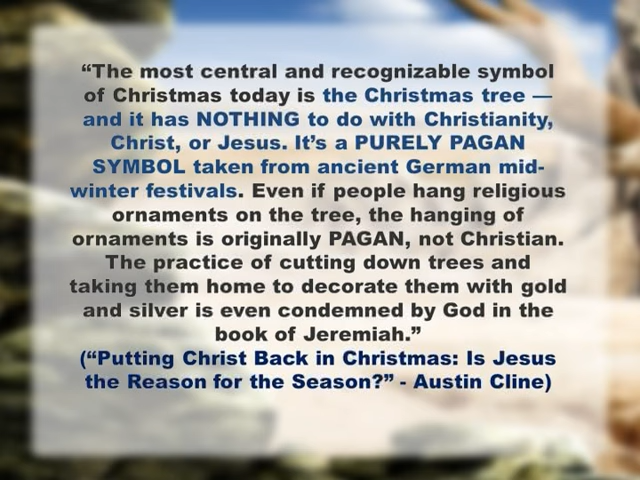 “The most central and recognizable symbol
of Christmas today is the Christmas tree —
and it has NOTHING to do with Christianity,
Christ, or Jesus. It’s a PURELY PAGAN
SYMBOL taken from ancient German mid-
winter festivals. Even if people hang religious
ornaments on the tree, the hanging of
ornaments is originally PAGAN, not Christian.
The practice of cutting down trees and
taking them home to decorate them with gold
and silver is even condemned by God in the
book of Jeremiah.”
(“Putting Christ Back in Christmas: Is Jesus
the Reason for the Season?” - Austin Cline)